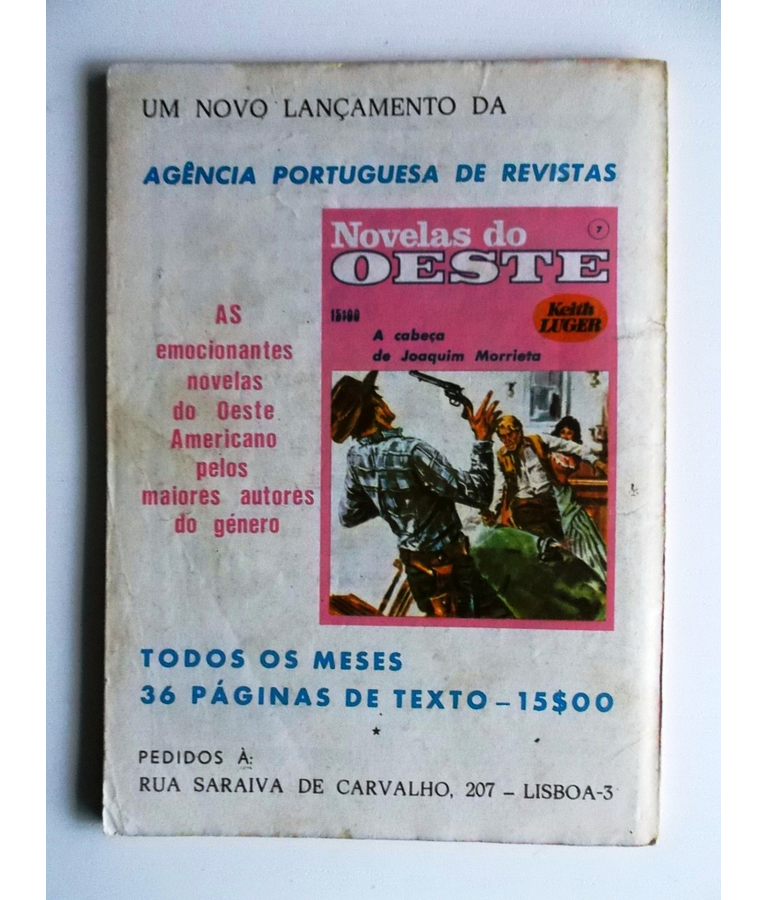 UM NOVO LANÇAMENTO DA
AGÊNCIA PORTUGUESA DE REVISTAS
Novelas do
7
OESTE
15$00
Keith
LUGER
A cabeça
de Joaquim Morrieta
AS
emocionantes
novelas
do Oeste
Americano
pelos
maiores autores
do género
TODOS OS MESES
36 PÁGINAS DE TEXTO – 15$00
*
PEDIDOS À:
RUA SARAIVA DE CARVALHO, 207 – LISBOA-3